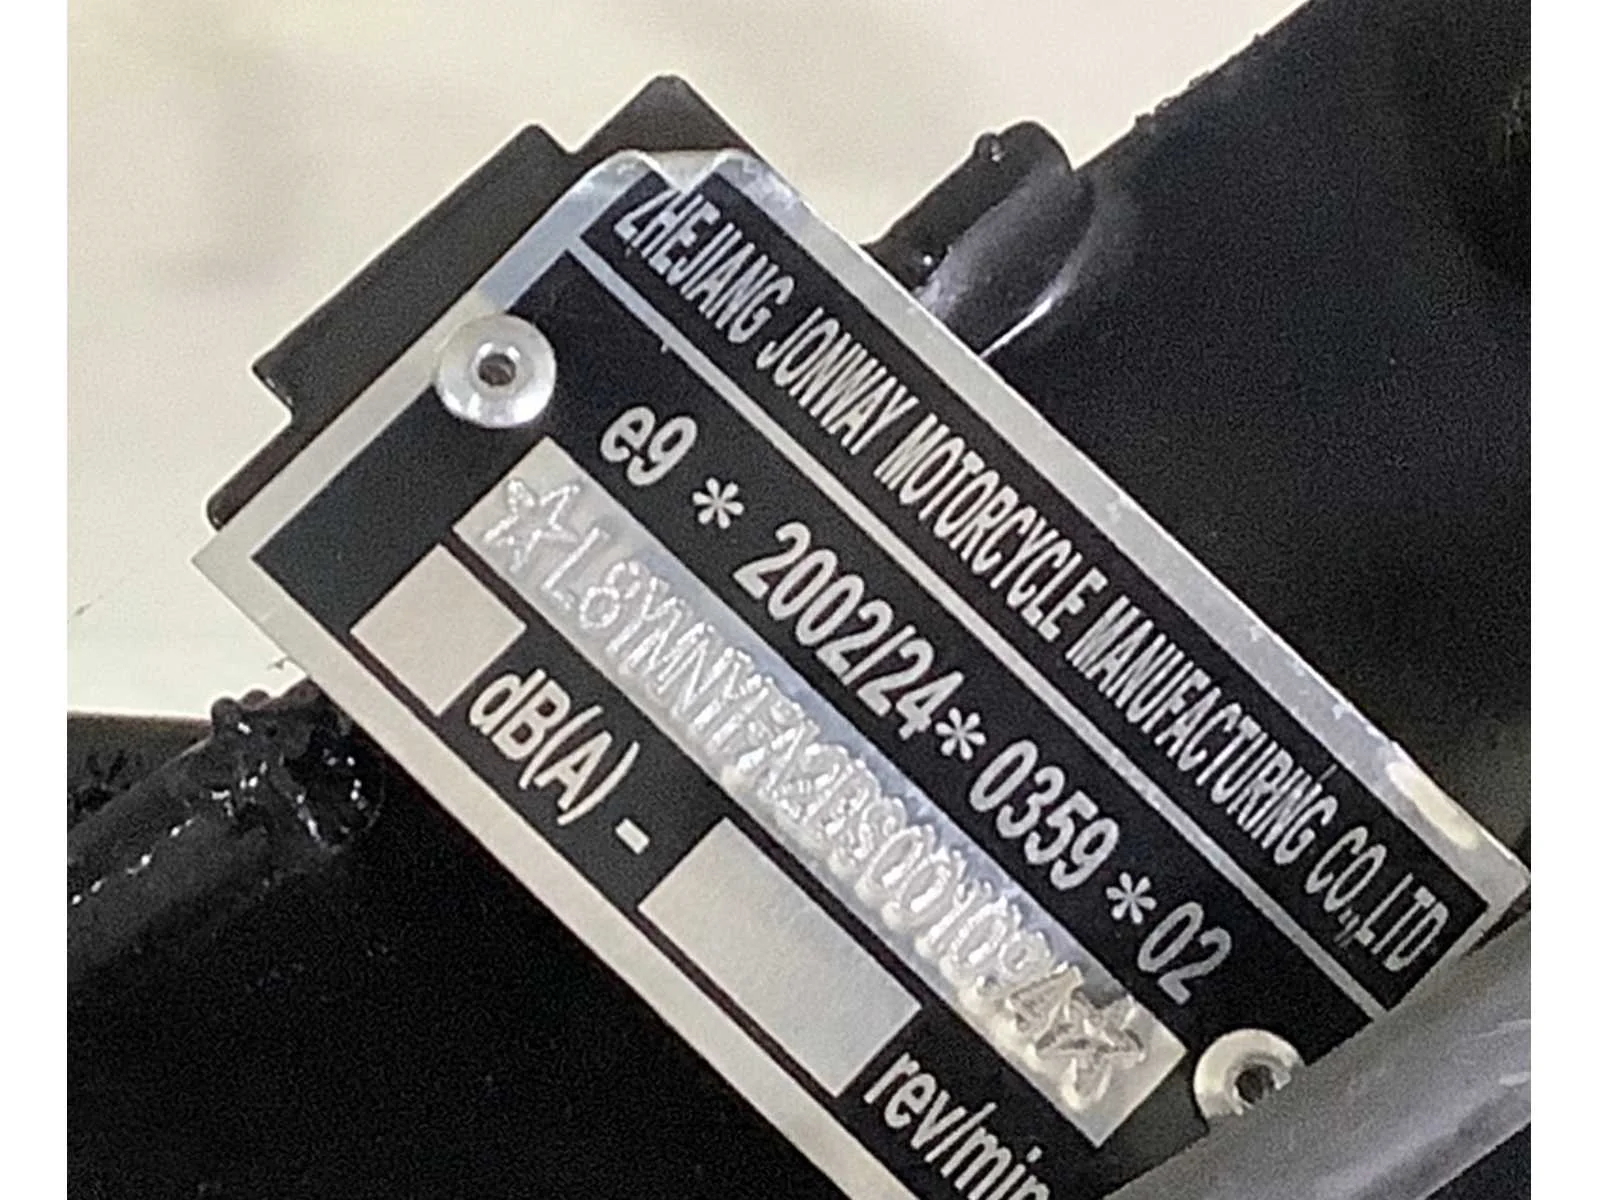 ZHEJIANG JONWAY MOTORCYCLE MANUFACTURING CO.,LTD
e9 * 2002/24 * 0359 * 02
dB(A) - rev/min